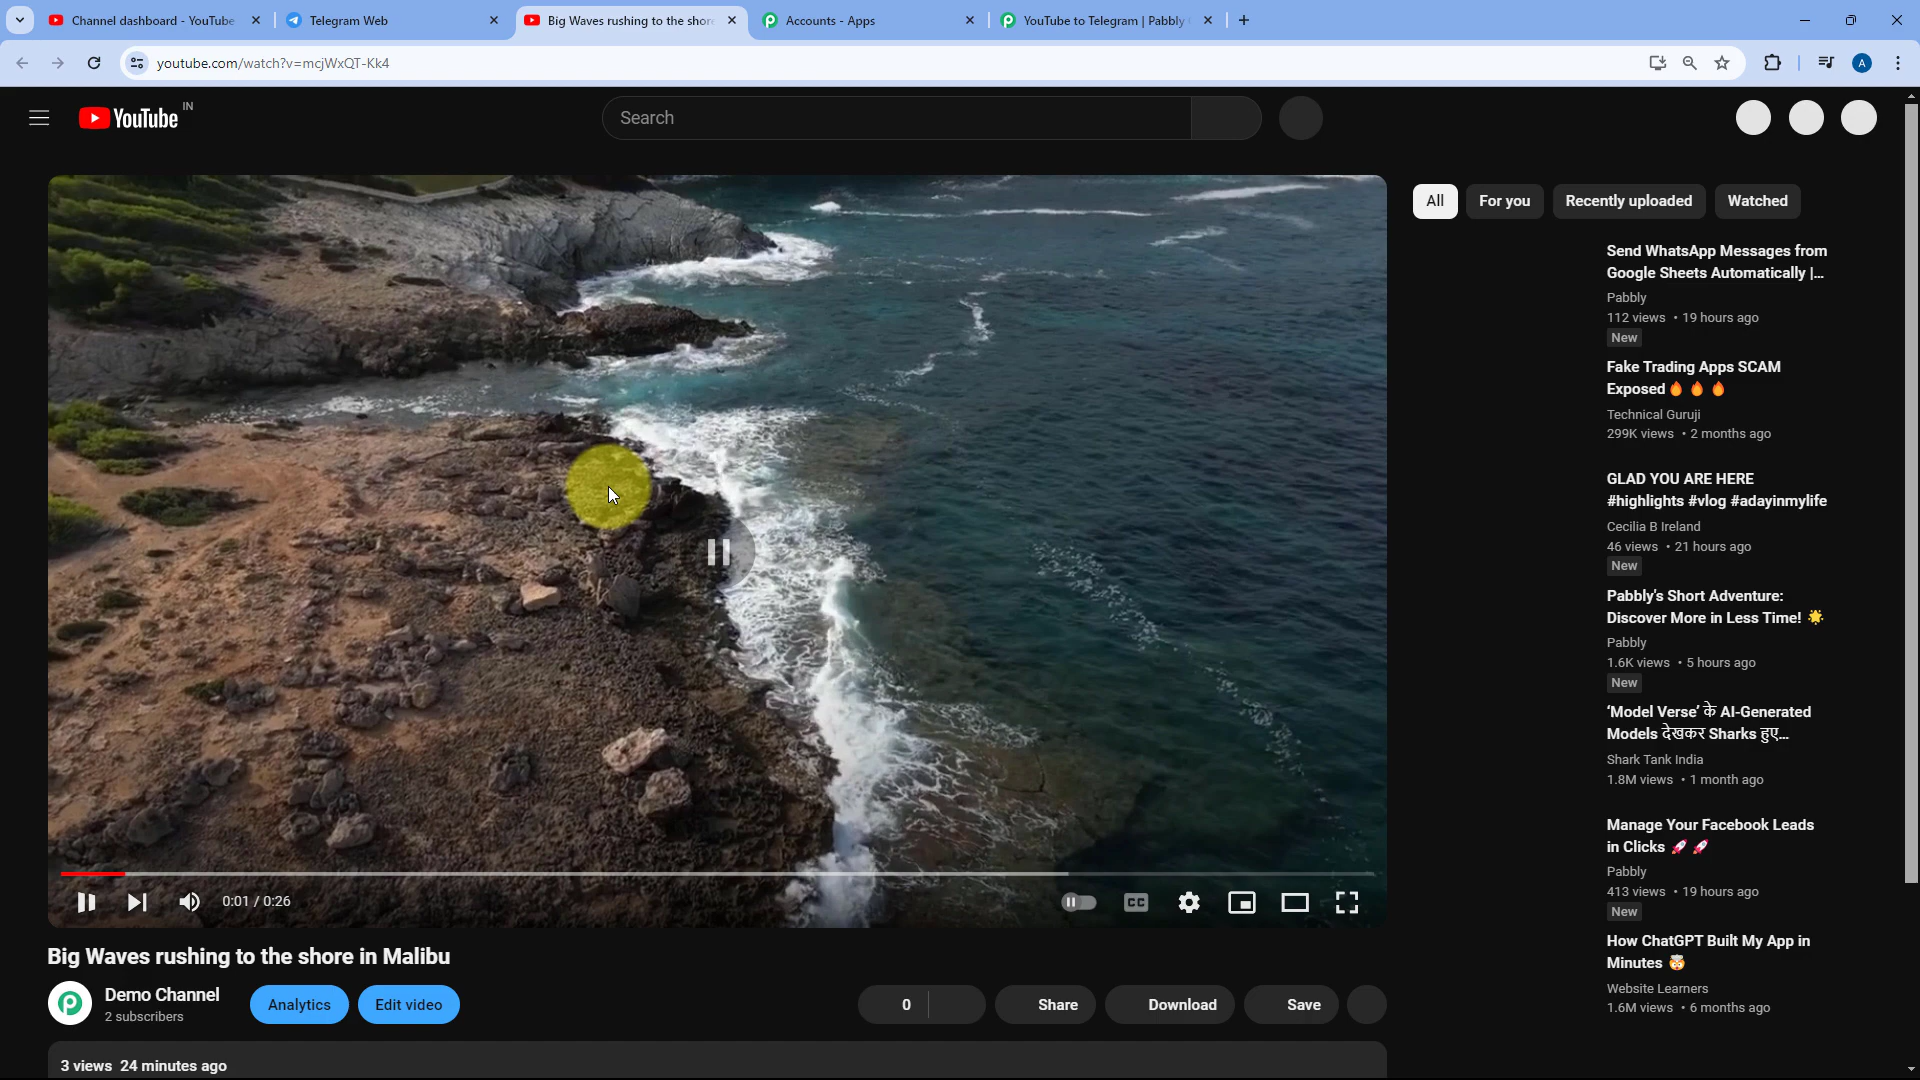 Channel dashboard - YouTube
Telegram Web
Big Waves rushing to the shore
Accounts - Apps
YouTube to Telegram | Pabbly
youtube.com/watch?v=mcjWxQT-Kk4
A
YouTube IN
Search
All
For you
Recently uploaded
Watched
Send WhatsApp Messages from
Google Sheets Automatically |...
Pabbly
112 views • 19 hours ago
New
Fake Trading Apps SCAM
Exposed🔥🔥🔥
Technical Guruji
299K views • 2 months ago
GLAD YOU ARE HERE
#highlights #vlog #adayinmylife
Cecilia B Ireland
46 views • 21 hours ago
New
Pabbly's Short Adventure:
Discover More in Less Time! 🌟
Pabbly
1.6K views • 5 hours ago
New
‘Model Verse’ के AI-Generated
Models देखकर Sharks हुए...
Shark Tank India
1.8M views • 1 month ago
Manage Your Facebook Leads
in Clicks 🚀🚀
Pabbly
413 views • 19 hours ago
New
How ChatGPT Built My App in
Minutes 🤯
Website Learners
1.6M views • 6 months ago
0:01 / 0:26
CC
Big Waves rushing to the shore in Malibu
Demo Channel
2 subscribers
Analytics
Edit video
0
Share
Download
Save
3 views 24 minutes ago